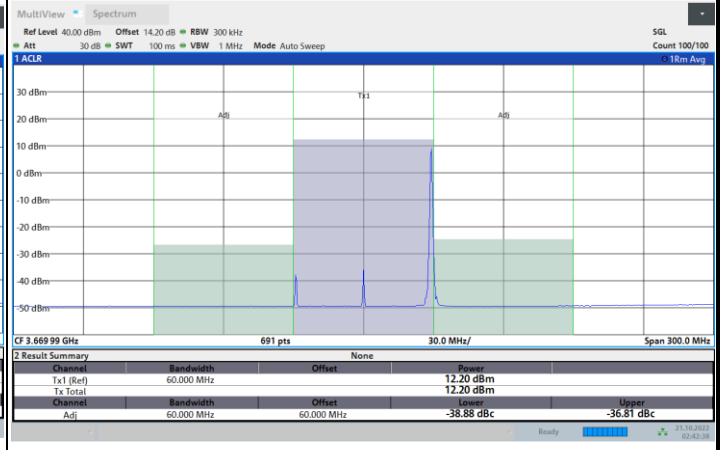 MultiView Spectrum
Ref Level 40.00 dBm Offset 14.20 dB RBW 300 kHz SGL
Att 30 dB SWT 100 ms VBW 1 MHz Mode Auto Sweep Count 100/100
1 ACLR 1Rm Avg
30 dBm
Tx1
20 dBm Adj Adj
10 dBm
0 dBm
-10 dBm
-20 dBm
-30 dBm
-40 dBm
-50 dBm
CF 3.669 99 GHz 691 pts 30.0 MHz/ Span 300.0 MHz
2 Result Summary None
Channel Bandwidth Offset Power
Tx1 (Ref) 60.000 MHz 12.20 dBm
Tx Total 12.20 dBm
Channel Bandwidth Offset Lower Upper
Adj 60.000 MHz 60.000 MHz -38.88 dBc -36.81 dBc
Ready 21.10.2022
02:42:38